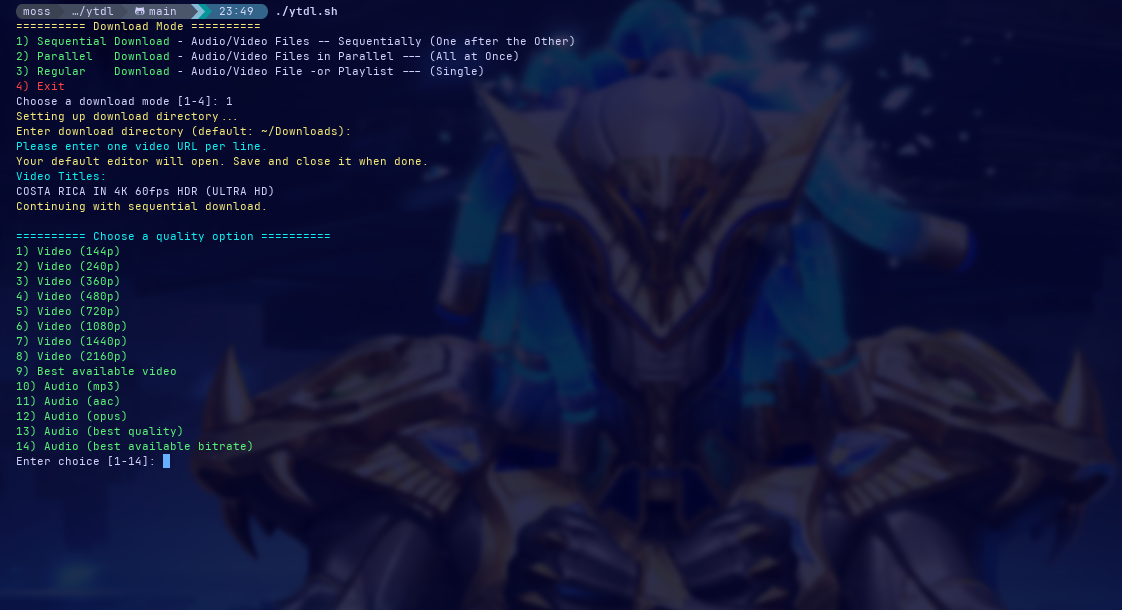 moss …/ytdl main 23:49 ./ytdl.sh
========== Download Mode ==========
1) Sequential Download - Audio/Video Files -- Sequentially (One after the Other)
2) Parallel   Download - Audio/Video Files in Parallel --- (All at Once)
3) Regular    Download - Audio/Video File -or Playlist --- (Single)
4) Exit
Choose a download mode [1-4]: 1
Setting up download directory...
Enter download directory (default: ~/Downloads):
Please enter one video URL per line.
Your default editor will open. Save and close it when done.
Video Titles:
COSTA RICA IN 4K 60fps HDR (ULTRA HD)
Continuing with sequential download.
========== Choose a quality option ==========
1) Video (144p)
2) Video (240p)
3) Video (360p)
4) Video (480p)
5) Video (720p)
6) Video (1080p)
7) Video (1440p)
8) Video (2160p)
9) Best available video
10) Audio (mp3)
11) Audio (aac)
12) Audio (opus)
13) Audio (best quality)
14) Audio (best available bitrate)
Enter choice [1-14]: